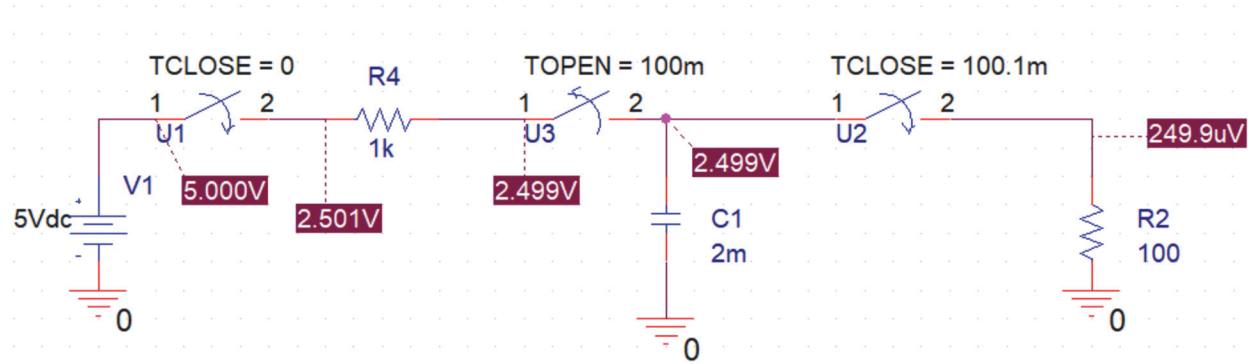 TCLOSE = 0
R4
TOPEN = 100m
TCLOSE = 100.1m
1 2
1 2
1 2
U1
1k
U3
U2
249.9uV
V1
5.000V
2.499V
2.499V
5Vdc
+
-
2.501V
C1
2m
R2
100
0
0
0